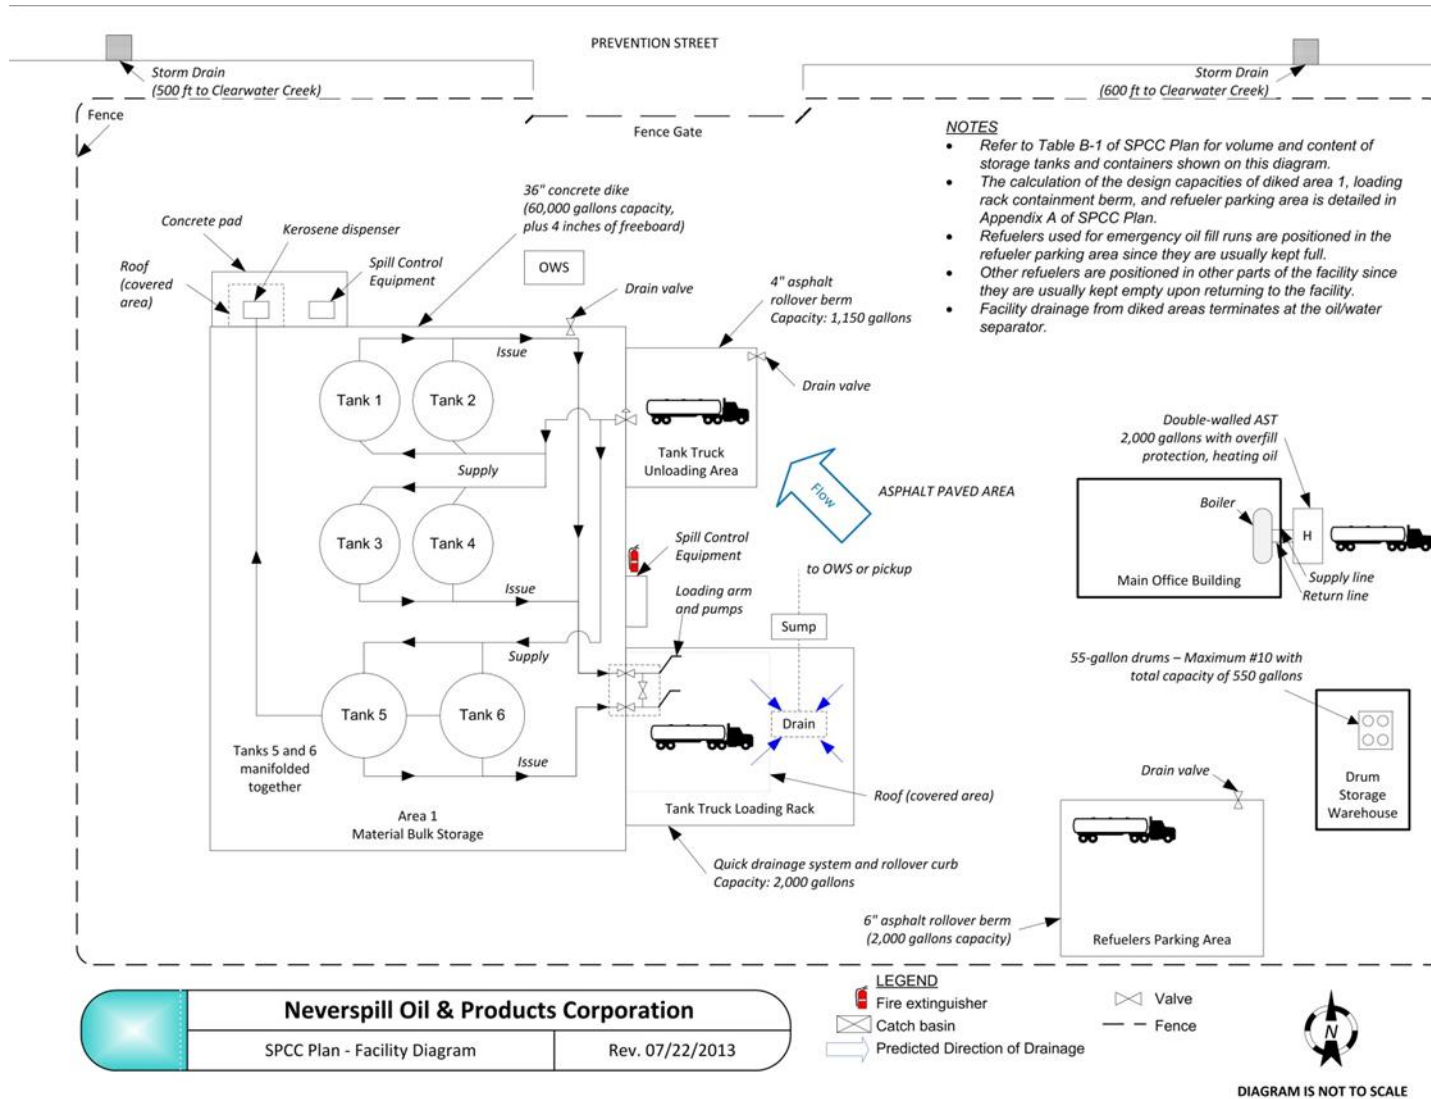 PREVENTION STREET
Storm Drain
(500 ft to Clearwater Creek)
Storm Drain
(600 ft to Clearwater Creek)
Fence
Fence Gate
NOTES
• Refer to Table B-1 of SPCC Plan for volume and content of
storage tanks and containers shown on this diagram.
• The calculation of the design capacities of diked area 1, loading
rack containment berm, and refueler parking area is detailed in
Appendix A of SPCC Plan.
• Refuelers used for emergency oil fill runs are positioned in the
refueler parking area since they are usually kept full.
• Other refuelers are positioned in other parts of the facility since
they are usually kept empty upon returning to the facility.
• Facility drainage from diked areas terminates at the oil/water
separator.
36" concrete dike
(60,000 gallons capacity,
plus 4 inches of freeboard)
Concrete pad
Kerosene dispenser
Roof
(covered
area)
Spill Control
Equipment
OWS
Drain valve
4" asphalt
rollover berm
Capacity: 1,150 gallons
Issue
Drain valve
Tank 1
Tank 2
Tank Truck
Unloading Area
Supply
Flow
ASPHALT PAVED AREA
Double-walled AST
2,000 gallons with overfill
protection, heating oil
Boiler
H
Main Office Building
Supply line
Return line
Tank 3
Tank 4
Spill Control
Equipment
to OWS or pickup
Issue
Loading arm
and pumps
Sump
Supply
55-gallon drums – Maximum #10 with
total capacity of 550 gallons
Tank 5
Tank 6
Drain
Tanks 5 and 6
manifolded
together
Issue
Drain valve
Drum
Storage
Warehouse
Roof (covered area)
Tank Truck Loading Rack
Area 1
Material Bulk Storage
Quick drainage system and rollover curb
Capacity: 2,000 gallons
6" asphalt rollover berm
(2,000 gallons capacity)
Refuelers Parking Area
Neverspill Oil & Products Corporation
SPCC Plan - Facility Diagram
Rev. 07/22/2013
LEGEND
Fire extinguisher
Catch basin
Predicted Direction of Drainage
Valve
Fence
N
DIAGRAM IS NOT TO SCALE